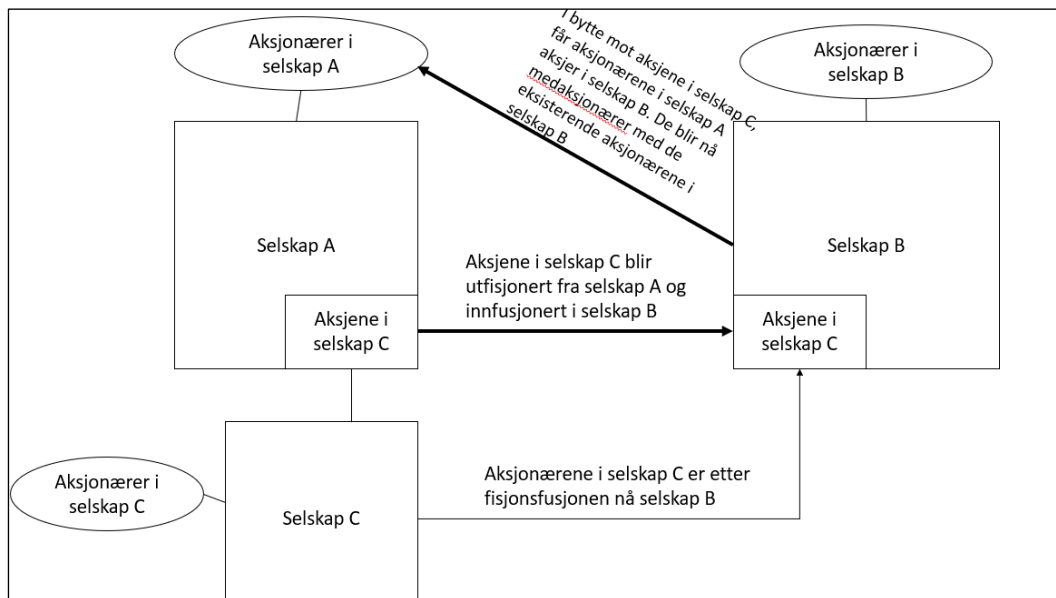 Aksjonærer i
selskap A
I bytte mot aksjene i selskap C,
får aksjonærene i selskap A
aksjer i selskap B. De blir nå
medaksjonærer med de
eksisterende aksjonærene i
selskap B
Aksjonærer i
selskap B
Selskap A
Selskap B
Aksjene i selskap C blir
utfisjonert fra selskap A og
innfusjonert i selskap B
Aksjene i
selskap C
Aksjene i
selskap C
Aksjonærer i
selskap C
Selskap C
Aksjonærene i selskap C er etter
fisjonsfusjonen nå selskap B